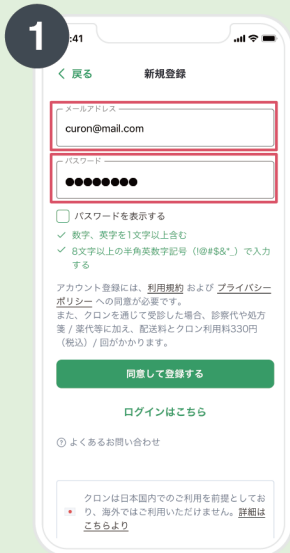 1
:41
戻る
新規登録
メールアドレス
curon@mail.com
パスワード
●●●●●●●●
パスワードを表示する
数字、英字を1文字以上含む
8文字以上の半角英数字記号（!@#$&*_）で入力
する
アカウント登録には、利用規約 および プライバシー
ポリシー への同意が必要です。
また、クロンを通じて受診した場合、診察代や処方
箋 / 薬代等に加え、配送料とクロン利用料330円
（税込）/ 回がかかります。
同意して登録する
ログインはこちら
よくあるお問い合わせ
クロンは日本国内でのご利用を前提としてお
り、海外ではご利用いただけません。詳細は
こちらより